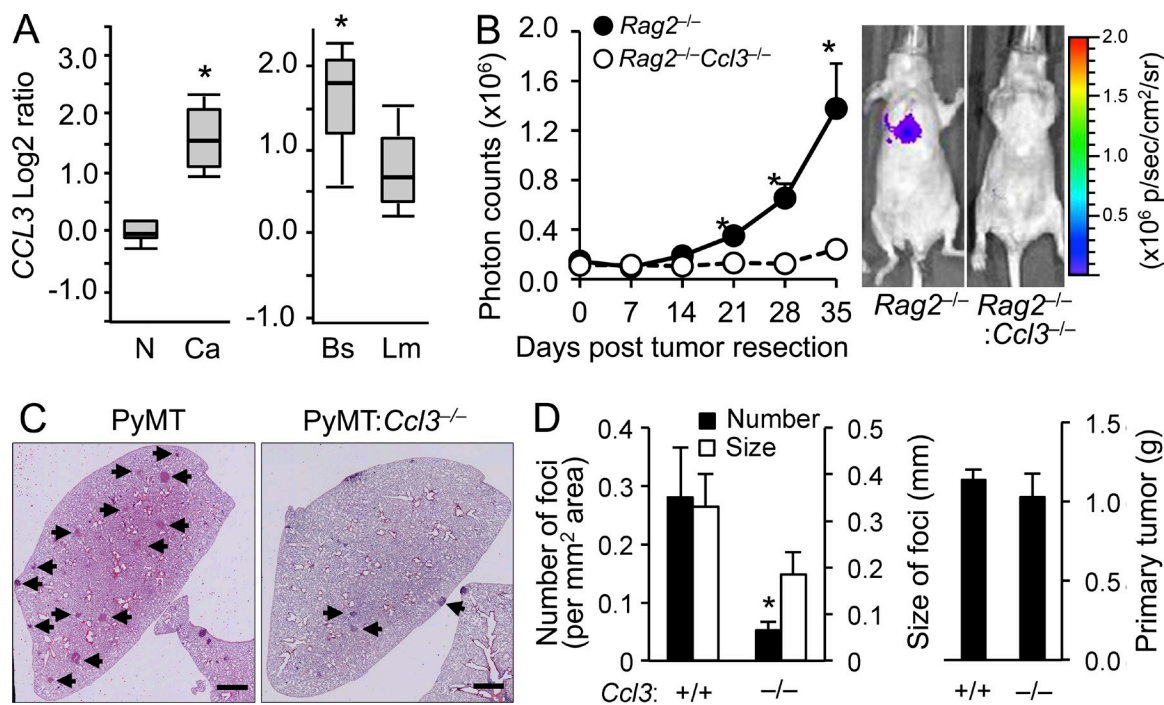 A
CCL3 Log2 ratio
3.0
2.0
1.0
0.0
-1.0
*
N Ca
2.0
1.0
0.0
-1.0
*
Bs Lm
B
Photon counts (x10⁶)
2.0
1.6
1.2
0.8
0.4
0.0
Rag2–/–
Rag2–/–Ccl3–/–
*
*
*
0 7 14 21 28 35
Days post tumor resection
Rag2–/–
Rag2–/–
:Ccl3–/–
2.0
1.5
1.0
0.5
(x10⁶ p/sec/cm²/sr)
C
PyMT
PyMT:Ccl3–/–
D
Number
Size
Number of foci
(per mm² area)
0.4
0.3
0.2
0.1
0
*
0.5
0.4
0.3
0.2
0.1
0
Size of foci (mm)
Ccl3: +/+ –/–
1.5
1.0
0.5
0.0
Primary tumor (g)
+/+ –/–